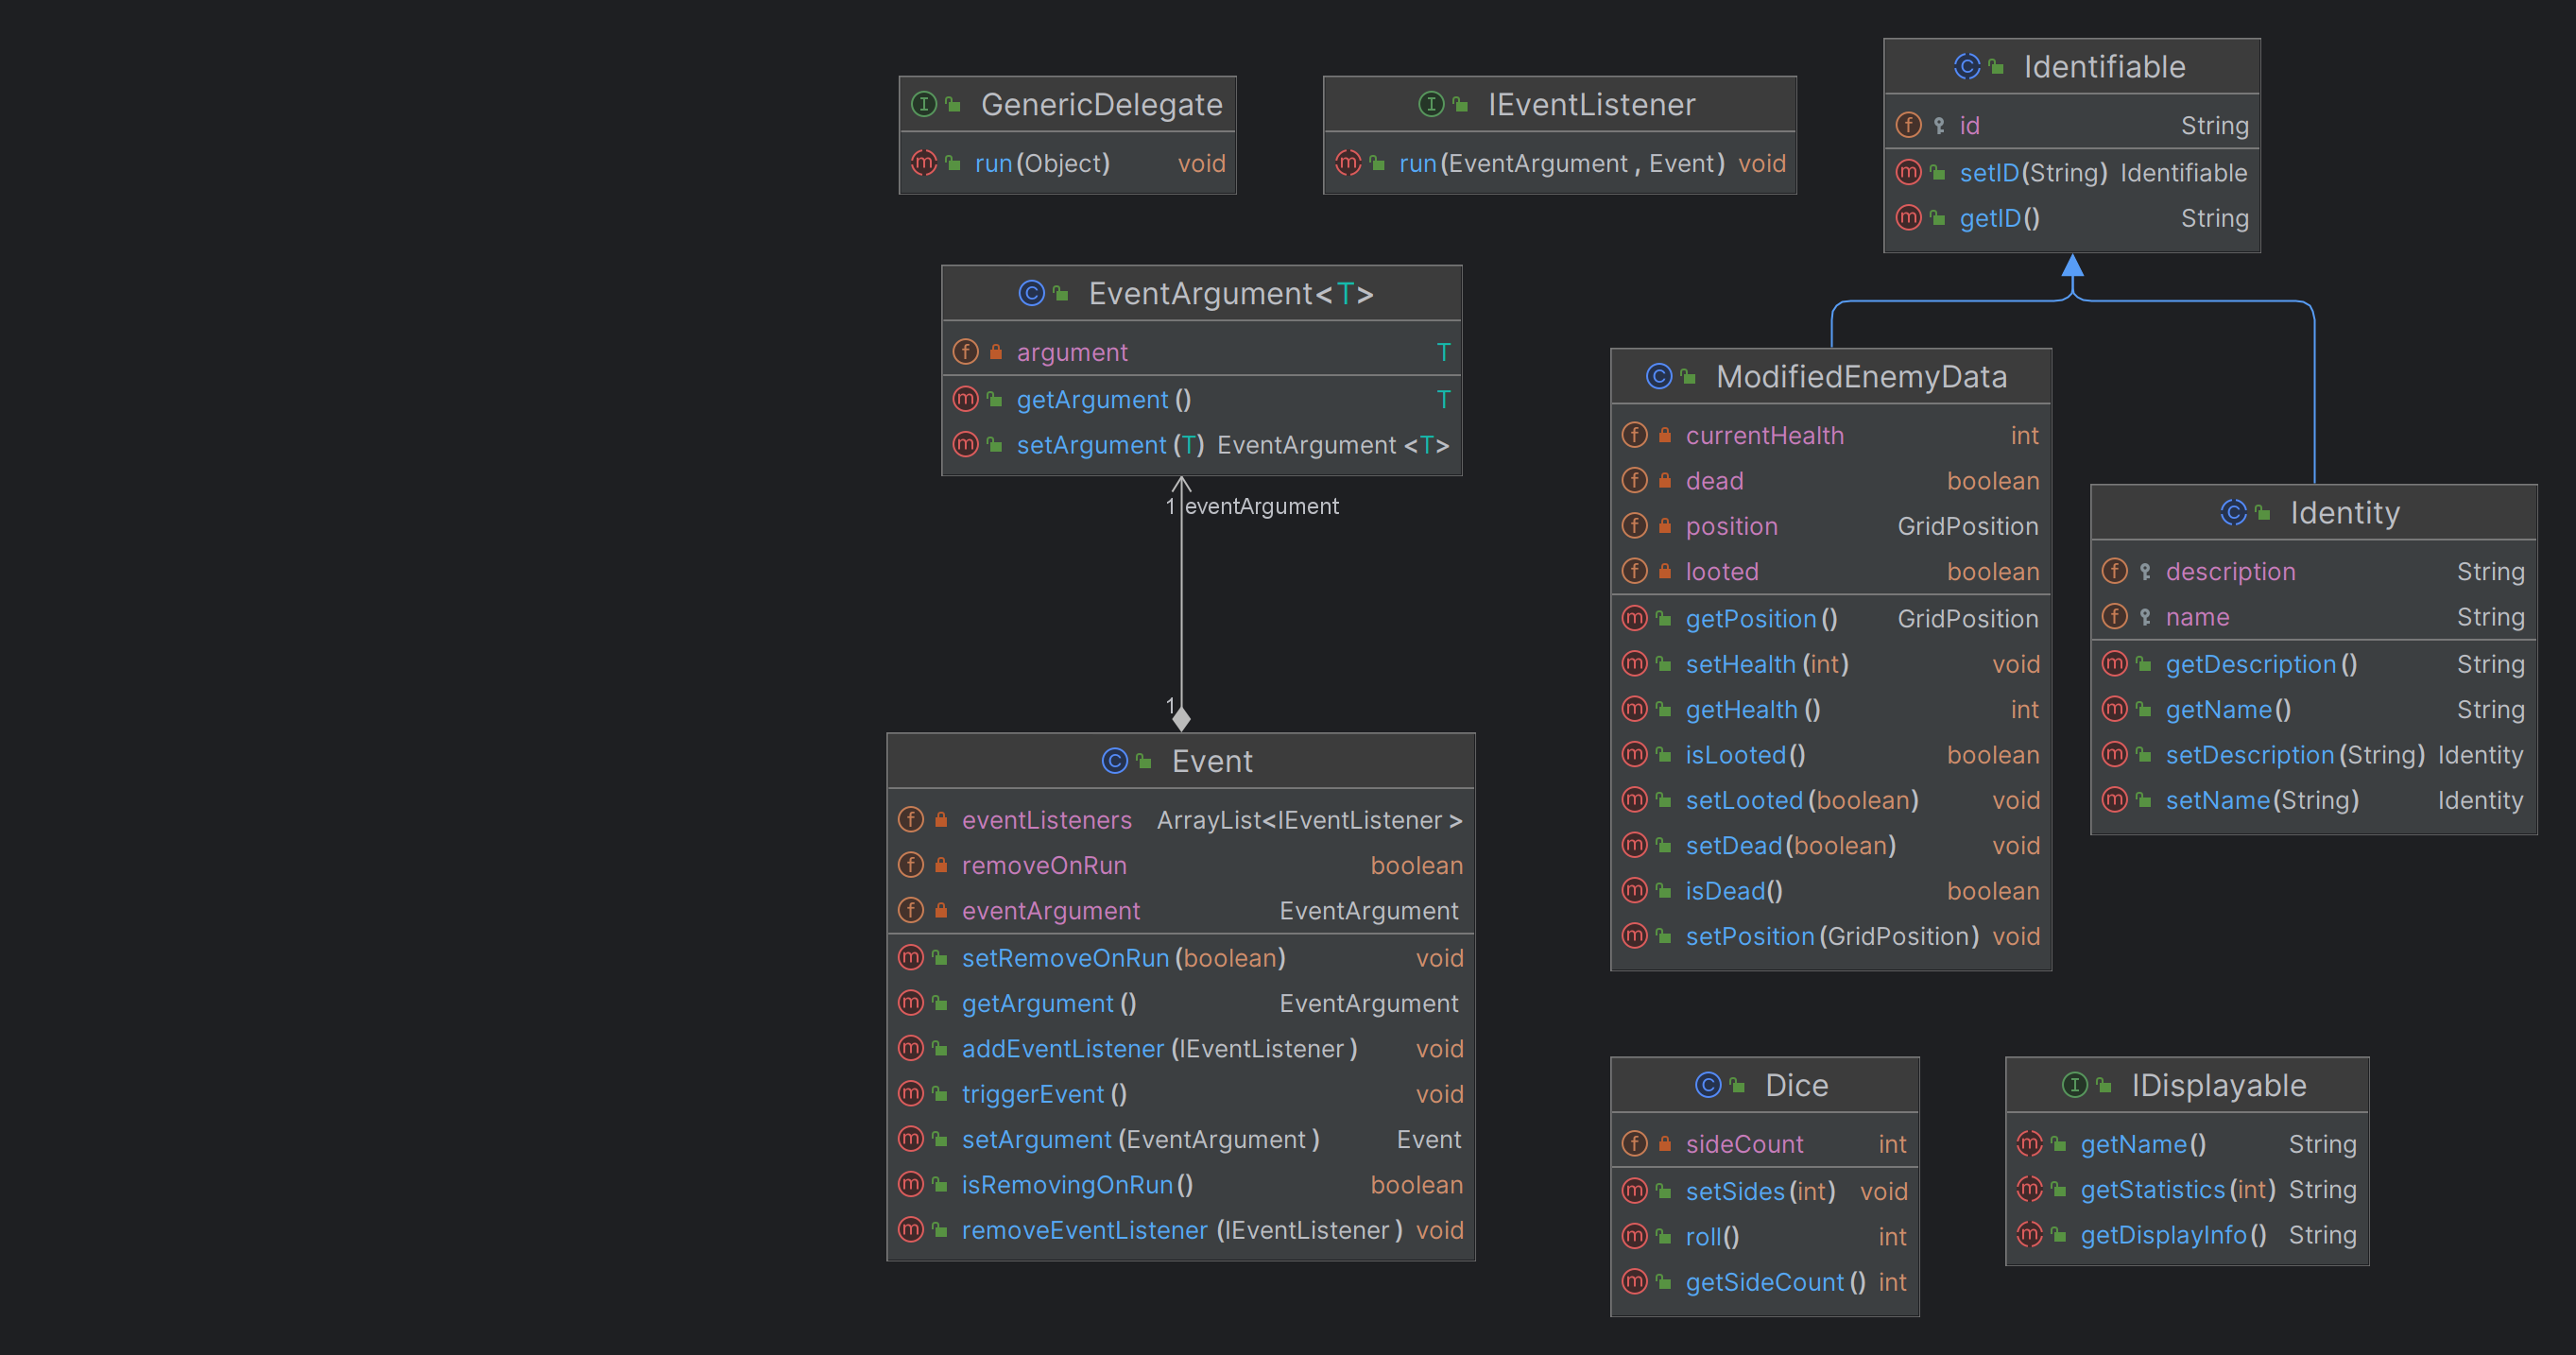 GenericDelegate
run(Object) void
IEventListener
run(EventArgument, Event) void
Identifiable
id String
setID(String) Identifiable
getID() String
EventArgument<T>
argument T
getArgument() T
setArgument(T) EventArgument<T>
1 eventArgument
1
Event
eventListeners ArrayList<IEventListener>
removeOnRun boolean
eventArgument EventArgument
setRemoveOnRun(boolean) void
getArgument() EventArgument
addEventListener(IEventListener) void
triggerEvent() void
setArgument(EventArgument) Event
isRemovingOnRun() boolean
removeEventListener(IEventListener) void
ModifiedEnemyData
currentHealth int
dead boolean
position GridPosition
looted boolean
getPosition() GridPosition
setHealth(int) void
getHealth() int
isLooted() boolean
setLooted(boolean) void
setDead(boolean) void
isDead() boolean
setPosition(GridPosition) void
Identity
description String
name String
getDescription() String
getName() String
setDescription(String) Identity
setName(String) Identity
Dice
sideCount int
setSides(int) void
roll() int
getSideCount() int
IDisplayable
getName() String
getStatistics(int) String
getDisplayInfo() String